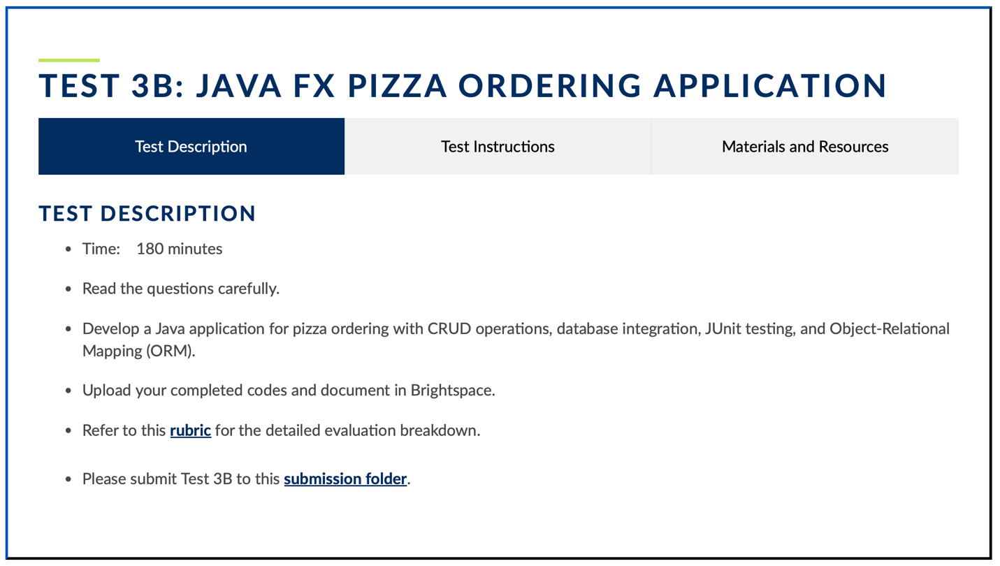 TEST 3B: JAVA FX PIZZA ORDERING APPLICATION
Test Description
Test Instructions
Materials and Resources
TEST DESCRIPTION
• Time: 180 minutes
• Read the questions carefully.
• Develop a Java application for pizza ordering with CRUD operations, database integration, JUnit testing, and Object-Relational
Mapping (ORM).
• Upload your completed codes and document in Brightspace.
• Refer to this rubric for the detailed evaluation breakdown.
• Please submit Test 3B to this submission folder.